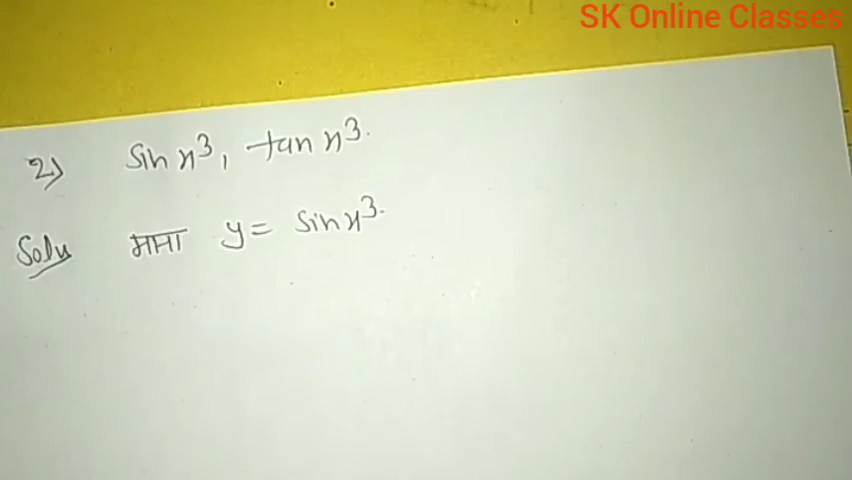 SK Online Classes
2) sin x³, tan x³.
Soln माना y = sin x³.